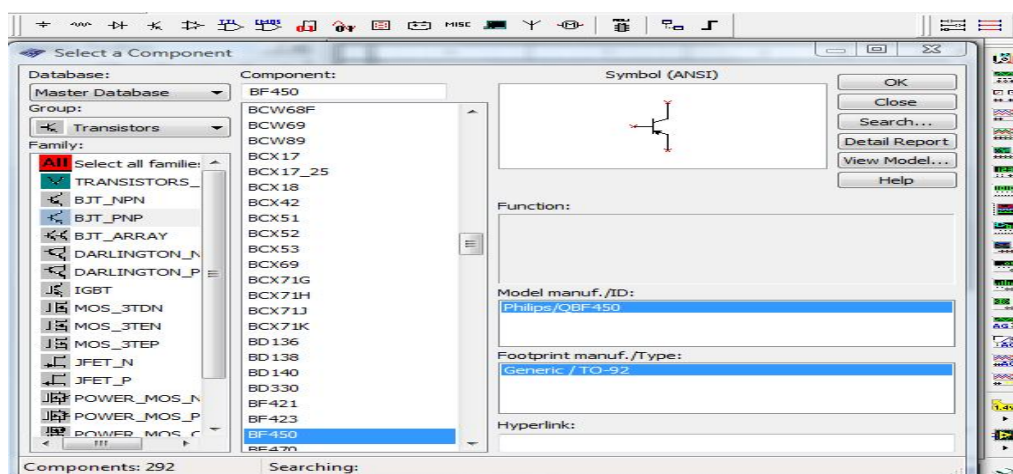 MISC
Select a Component
Database:
Master Database
Group:
Transistors
Family:
All Select all families
TRANSISTORS_
BJT_NPN
BJT_PNP
BJT_ARRAY
DARLINGTON_N
DARLINGTON_P
IGBT
MOS_3TDN
MOS_3TEN
MOS_3TEP
JFET_N
JFET_P
POWER_MOS_N
POWER_MOS_P
POWER_MOS_C
Components: 292
Component:
BF450
BCW68F
BCW69
BCW89
BCX17
BCX17_25
BCX18
BCX42
BCX51
BCX52
BCX53
BCX69
BCX71G
BCX71H
BCX71J
BCX71K
BD136
BD138
BD140
BD330
BF421
BF423
BF450
BF470
Searching:
Symbol (ANSI)
Function:
Model manuf./ID:
Philips/QBF450
Footprint manuf./Type:
Generic / TO-92
Hyperlink:
OK
Close
Search...
Detail Report
View Model...
Help